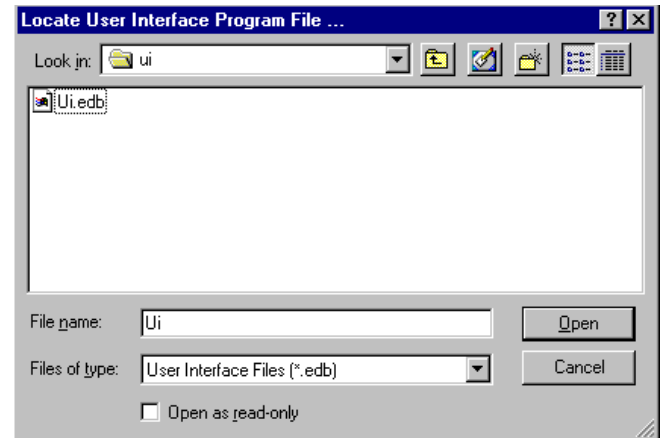 Locate User Interface Program File ...
Look in: ui
Ui.edb
File name: Ui Open
Files of type: User Interface Files (*.edb) Cancel
Open as read-only